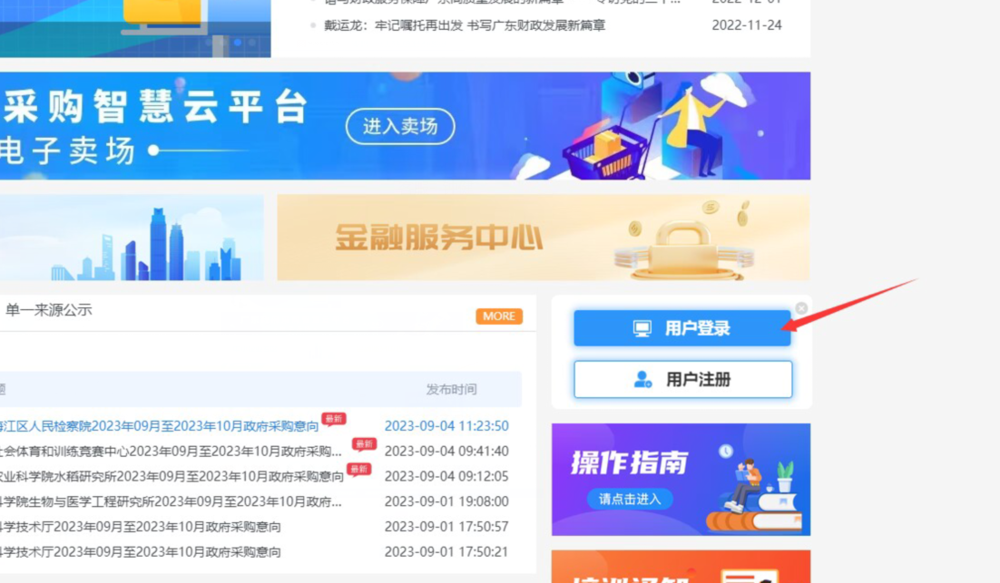 2022-12-01
戴运龙：牢记嘱托再出发 书写广东财政发展新篇章 2022-11-24
采购智慧云平台
电子卖场
进入卖场
金融服务中心
单一来源公示
MORE
用户登录
用户注册
题 发布时间
江区人民检察院2023年09月至2023年10月政府采购意向 最新 2023-09-04 11:23:50
社会体育和训练竞赛中心2023年09月至2023年10月政府采购... 最新 2023-09-04 09:41:40
农业科学院水稻研究所2023年09月至2023年10月政府采购意向 最新 2023-09-04 09:12:05
科学院生物与医学工程研究所2023年09月至2023年10月政府... 2023-09-01 19:08:00
科学技术厅2023年09月至2023年10月政府采购意向 2023-09-01 17:50:57
科学技术厅2023年09月至2023年10月政府采购意向 2023-09-01 17:50:21
操作指南
请点击进入
培训通知